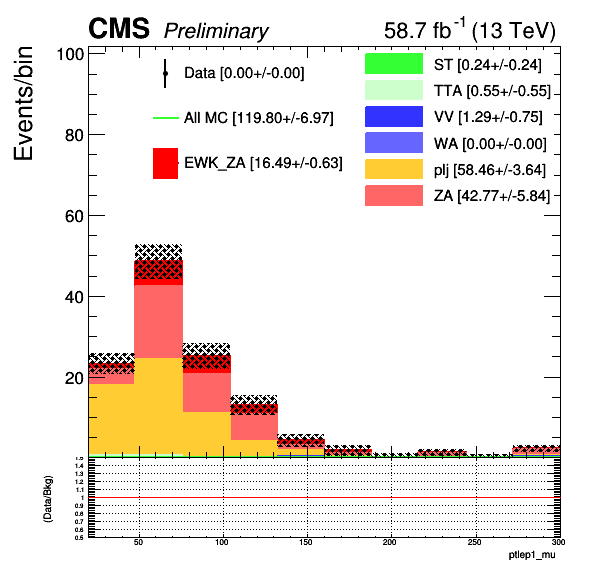 CMS Preliminary 58.7 fb⁻¹ (13 TeV)
Events/bin
100
80
60
40
20
Data [0.00+/-0.00]
All MC [119.80+/-6.97]
EWK_ZA [16.49+/-0.63]
ST [0.24+/-0.24]
TTA [0.55+/-0.55]
VV [1.29+/-0.75]
WA [0.00+/-0.00]
plj [58.46+/-3.64]
ZA [42.77+/-5.84]
(Data/Bkg)
1.5
1.4
1.3
1.2
1.1
1
0.9
0.8
0.7
0.6
0.5
50 100 150 200 250 300
ptlep1_mu